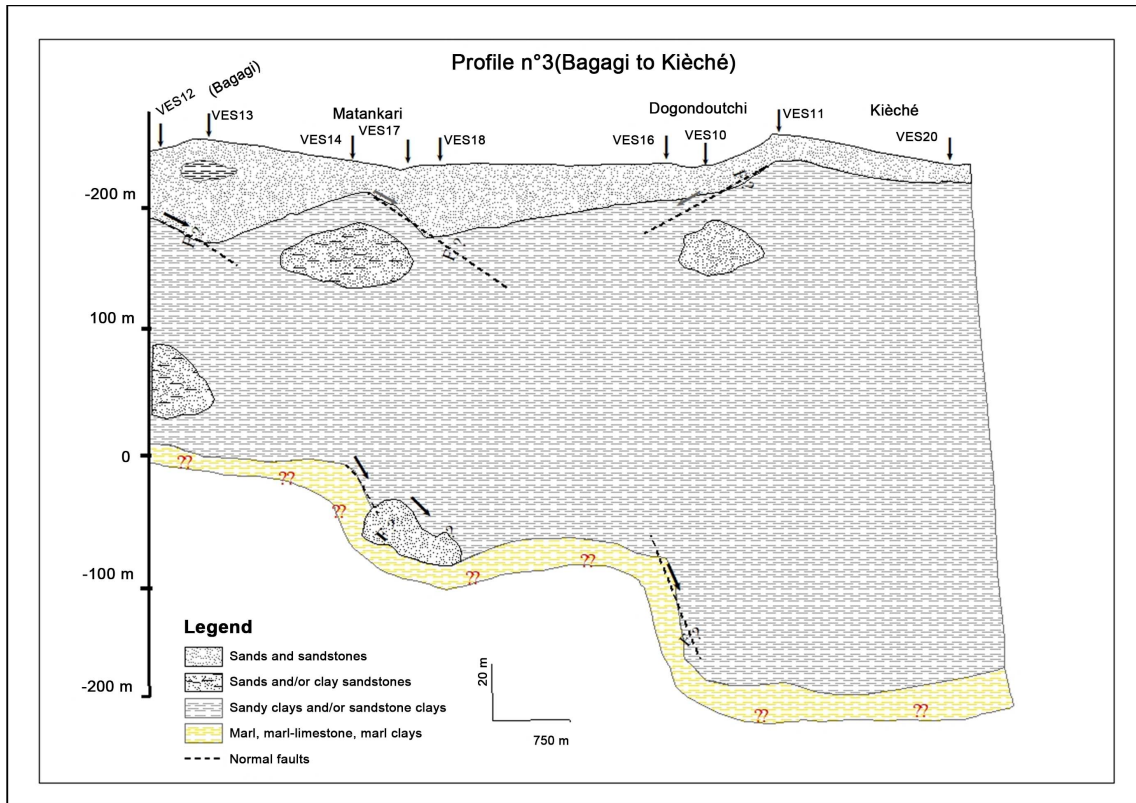 Profile n°3(Bagagi to Kièché)
VES12 (Bagagi)
VES13
Matankari
VES14
VES17
VES18
Dogondoutchi
VES16
VES10
VES11
Kièché
VES20
-200 m
F?
F?
F?
100 m
0
??
??
??
??
??
F?
??
??
-100 m
-200 m
Legend
Sands and sandstones
Sands and/or clay sandstones
Sandy clays and/or sandstone clays
Marl, marl-limestone, marl clays
Normal faults
20 m
750 m